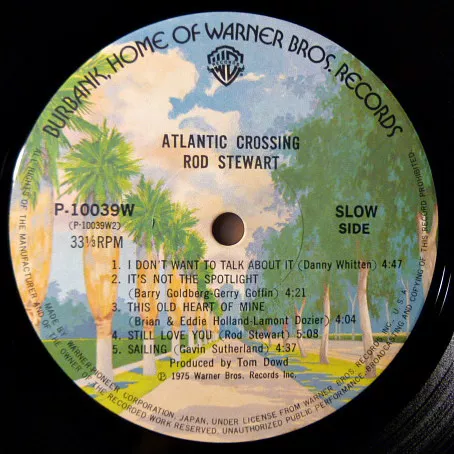 BURBANK, HOME OF WARNER BROS. RECORDS
ATLANTIC CROSSING
ROD STEWART
P-10039W
(P-10039W2)
33⅓RPM
SLOW
SIDE
1. I DON'T WANT TO TALK ABOUT IT (Danny Whitten) 4:47
2. IT'S NOT THE SPOTLIGHT
(Barry Goldberg-Gerry Goffin) 4:21
3. THIS OLD HEART OF MINE
(Brian & Eddie Holland-Lamont Dozier) 4:04
4. STILL LOVE YOU (Rod Stewart) 5:08
5. SAILING (Gavin Sutherland) 4:37
Produced by Tom Dowd
℗ 1975 Warner Bros. Records Inc.
MADE BY WARNER-PIONEER CORPORATION, JAPAN, UNDER LICENSE FROM WARNER BROS. RECORDS INC., U.S.A.
ALL RIGHTS OF THE MANUFACTURER AND OF THE OWNER OF THE RECORDED WORK RESERVED. UNAUTHORIZED PUBLIC PERFORMANCE, BROADCASTING AND COPYING OF THIS RECORD PROHIBITED